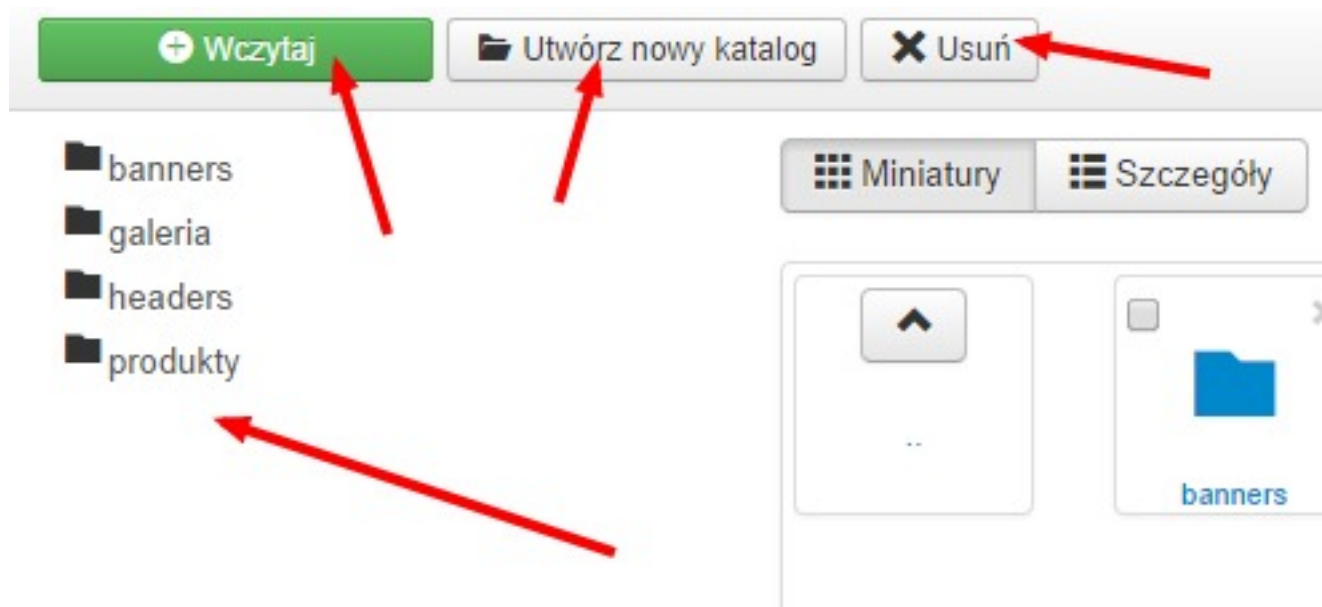 Wczytaj
Utwórz nowy katalog
Usuń
banners
galeria
headers
produkty
Miniatury
Szczegóły
..
banners